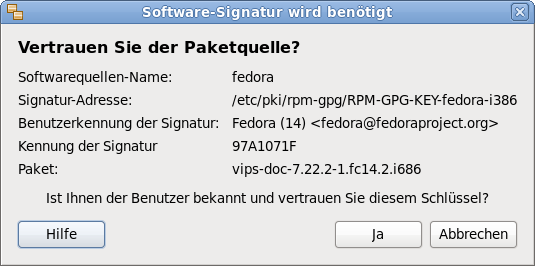 Software-Signatur wird benötigt
Vertrauen Sie der Paketquelle?
Softwarequellen-Name: fedora
Signatur-Adresse: /etc/pki/rpm-gpg/RPM-GPG-KEY-fedora-i386
Benutzerkennung der Signatur: Fedora (14) <fedora@fedoraproject.org>
Kennung der Signatur 97A1071F
Paket: vips-doc-7.22.2-1.fc14.2.i686
Ist Ihnen der Benutzer bekannt und vertrauen Sie diesem Schlüssel?
Hilfe Ja Abbrechen